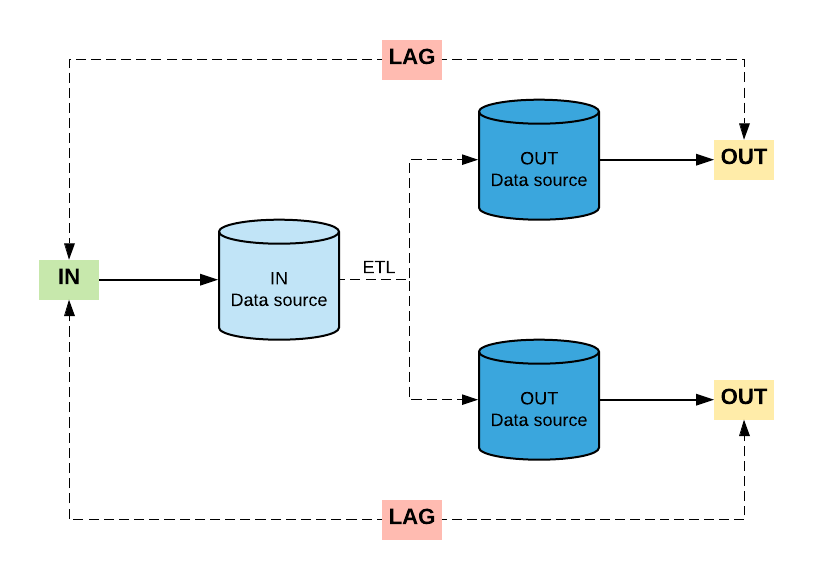 LAG
OUT
Data source
OUT
ETL
IN
IN
Data source
OUT
Data source
OUT
LAG